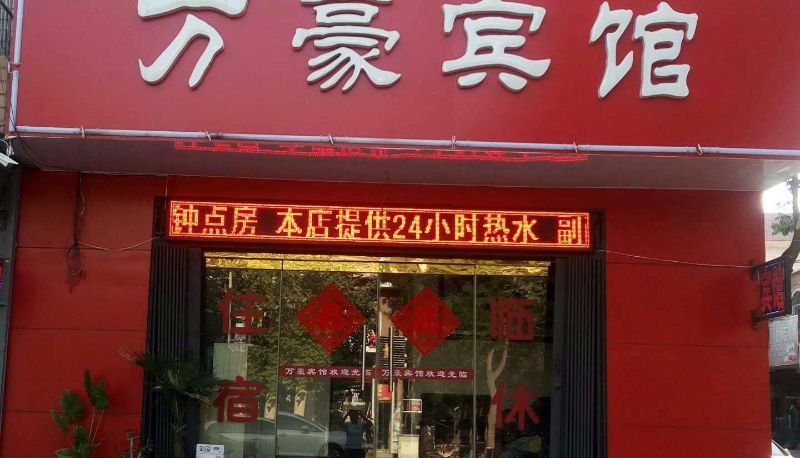 万豪宾馆
钟点房 本店提供24小时热水 副
住宿
临休
万豪宾馆欢迎光临
万豪宾馆欢迎光临